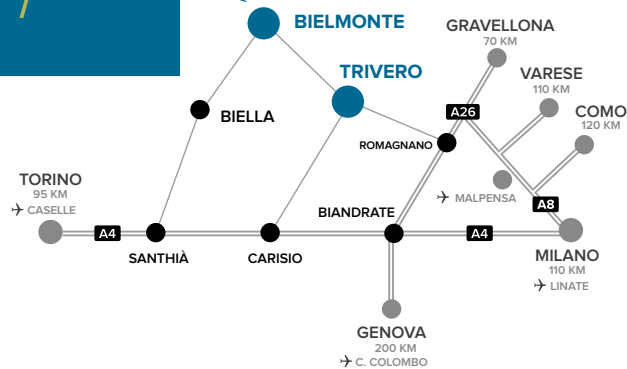 BIELMONTE
GRAVELLONA
70 KM
TRIVERO
VARESE
110 KM
A26
COMO
120 KM
BIELLA
ROMAGNANO
TORINO
95 KM
CASELLE
MALPENSA
A8
BIANDRATE
A4
A4
SANTHIÀ
CARISIO
MILANO
110 KM
LINATE
GENOVA
200 KM
C. COLOMBO